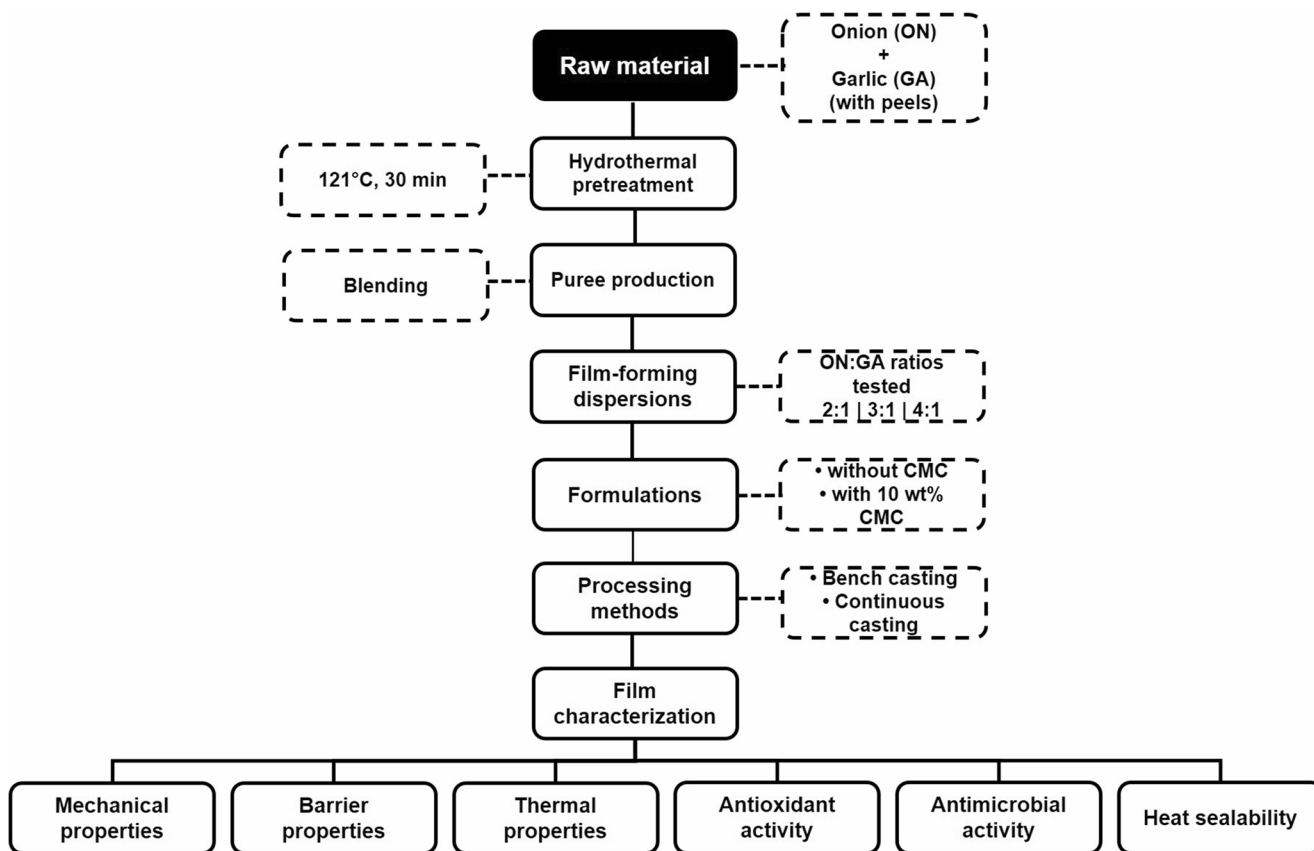 Raw material
Onion (ON)
+
Garlic (GA)
(with peels)
121°C, 30 min
Hydrothermal
pretreatment
Blending
Puree production
Film-forming
dispersions
ON:GA ratios
tested
2:1 | 3:1 | 4:1
Formulations
• without CMC
• with 10 wt%
CMC
Processing
methods
• Bench casting
• Continuous
casting
Film
characterization
Mechanical
properties
Barrier
properties
Thermal
properties
Antioxidant
activity
Antimicrobial
activity
Heat sealability